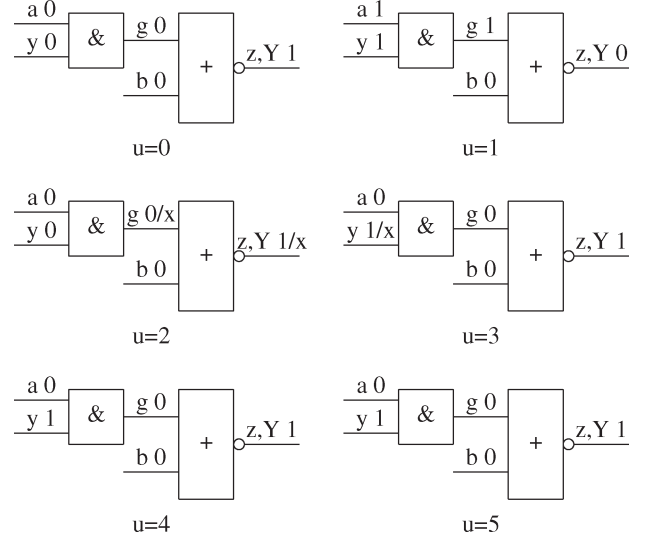 a 0 a 1
y 0 & g 0 z,Y 1 y 1 & g 1 z,Y 0
+ +
b 0 b 0
u=0 u=1
a 0 a 0
y 0 & g 0/x z,Y 1/x y 1/x & g 0 z,Y 1
+ +
b 0 b 0
u=2 u=3
a 0 a 0
y 1 & g 0 z,Y 1 y 1 & g 0 z,Y 1
+ +
b 0 b 0
u=4 u=5